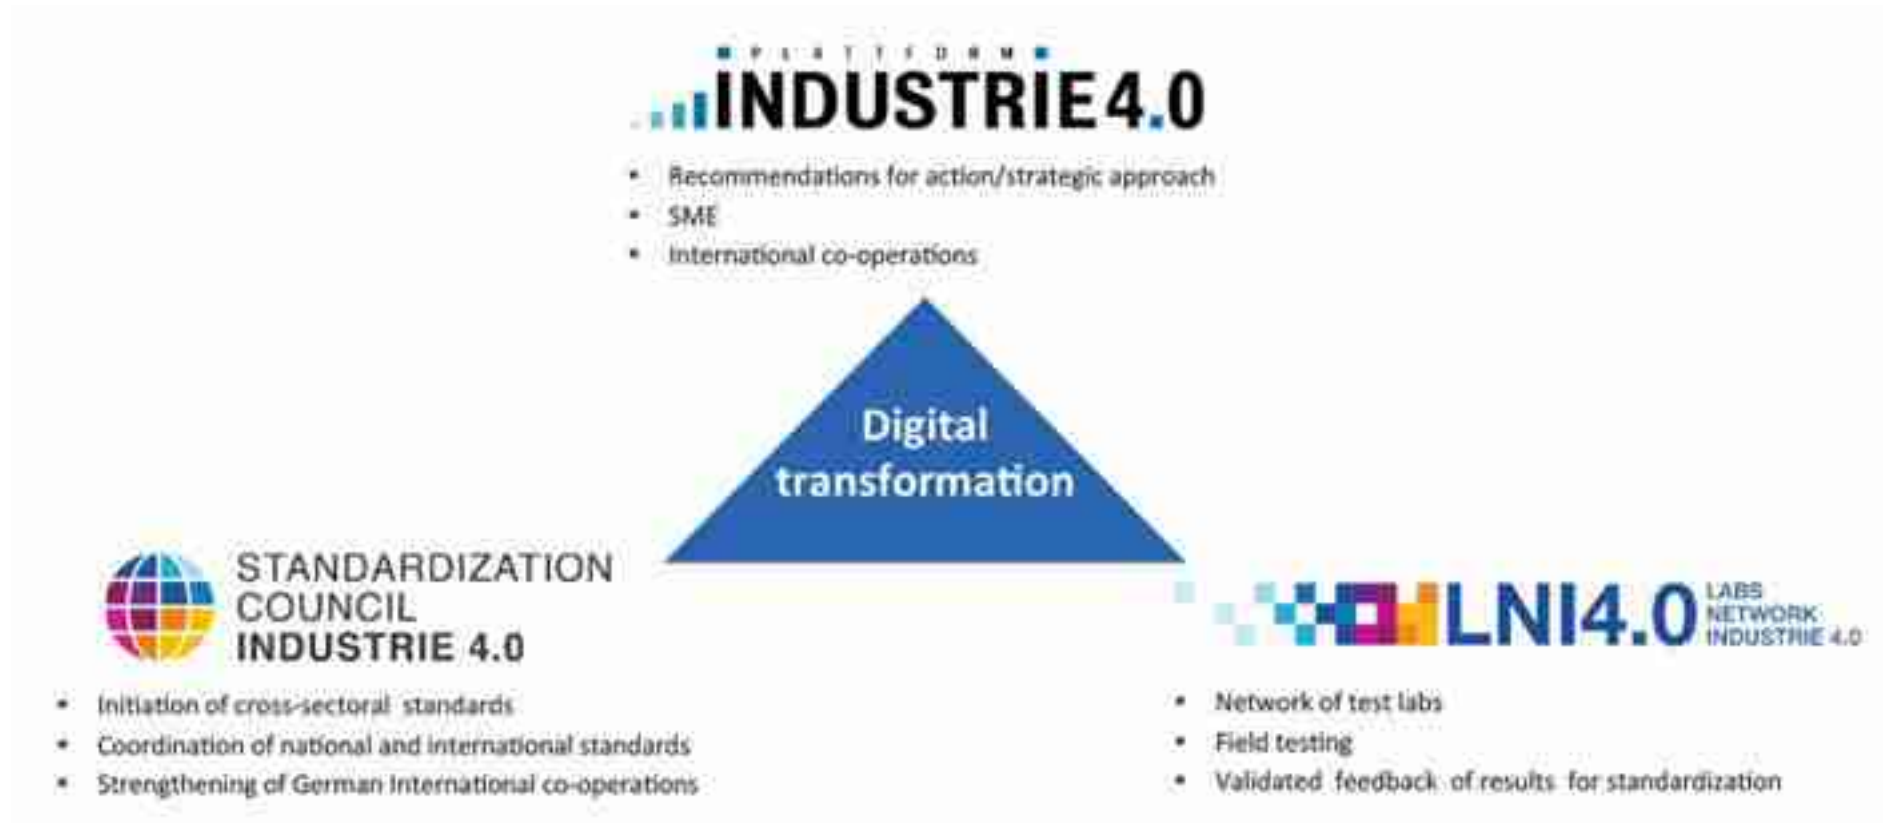 PLATTFORM
INDUSTRIE 4.0
Recommendations for action/strategic approach
SME
International co-operations
Digital
transformation
STANDARDIZATION
COUNCIL
INDUSTRIE 4.0
Initiation of cross-sectoral standards
Coordination of national and international standards
Strengthening of German International co-operations
LNI4.0
LABS
NETWORK
INDUSTRIE 4.0
Network of test labs
Field testing
Validated feedback of results for standardization